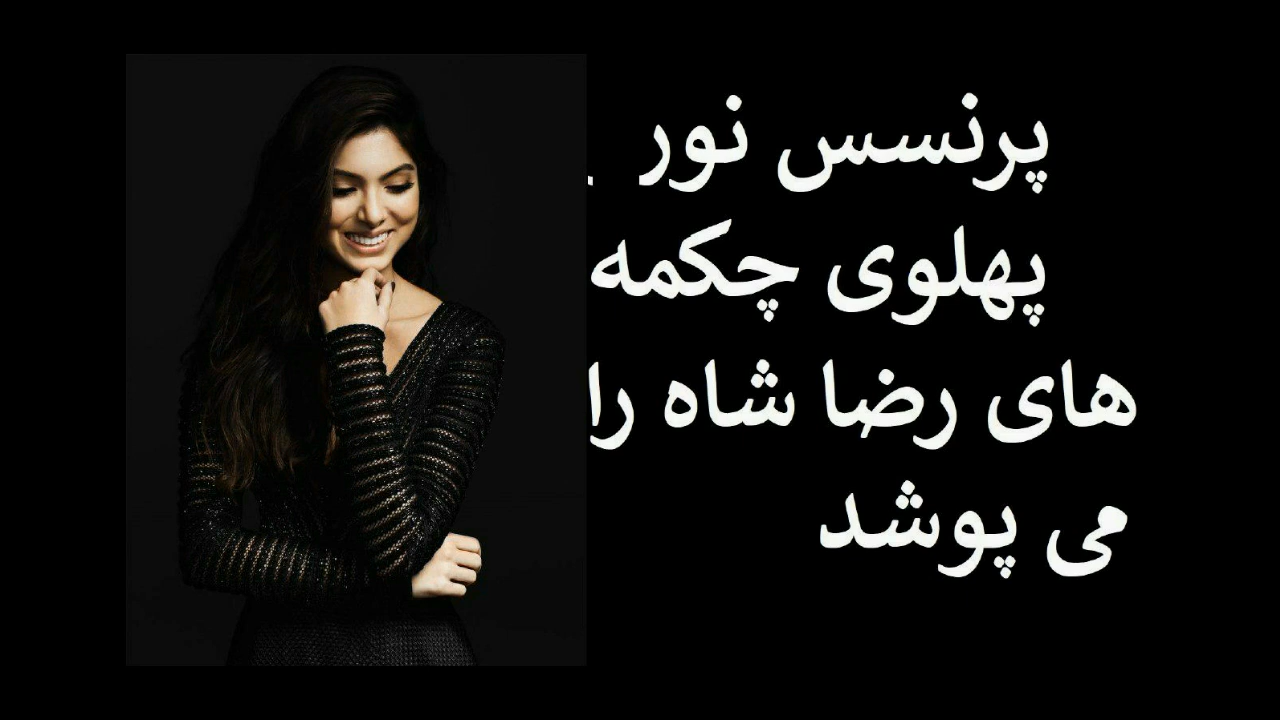 پرنسس نور
پهلوی چکمه
های رضا شاه را
می پوشد